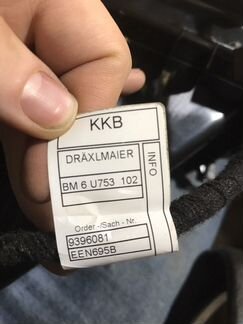 KKB
DRÄXLMAIER
INFO
BM 6 U753 102
Order -/Sach - Nr.
9396081
EEN695B